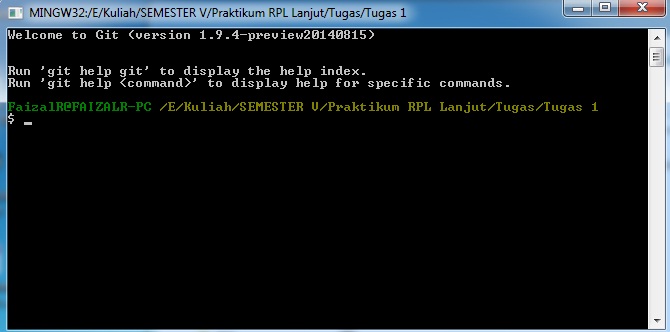 MINGW32:/E/Kuliah/SEMESTER V/Praktikum RPL Lanjut/Tugas/Tugas 1
Welcome to Git (version 1.9.4-preview20140815)
Run 'git help git' to display the help index.
Run 'git help <command>' to display help for specific commands.
FaizalR@FAIZALR-PC /E/Kuliah/SEMESTER V/Praktikum RPL Lanjut/Tugas/Tugas 1
$ _